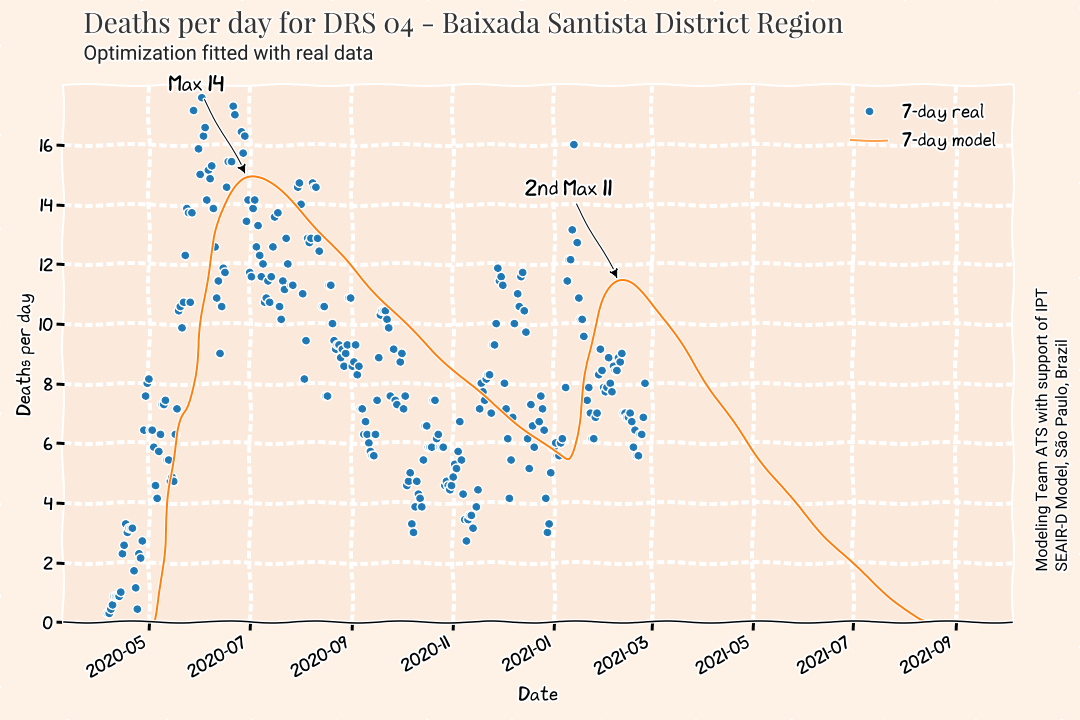 Deaths per day for DRS 04 - Baixada Santista District Region
Optimization fitted with real data
Max 14
7-day real
7-day model
2nd Max 11
16
14
12
10
8
6
4
2
0
Deaths per day
2020-05
2020-07
2020-09
2020-11
2021-01
2021-03
2021-05
2021-07
2021-09
Date
Modeling Team ATS with support of IPT
SEAIR-D Model, São Paulo, Brazil